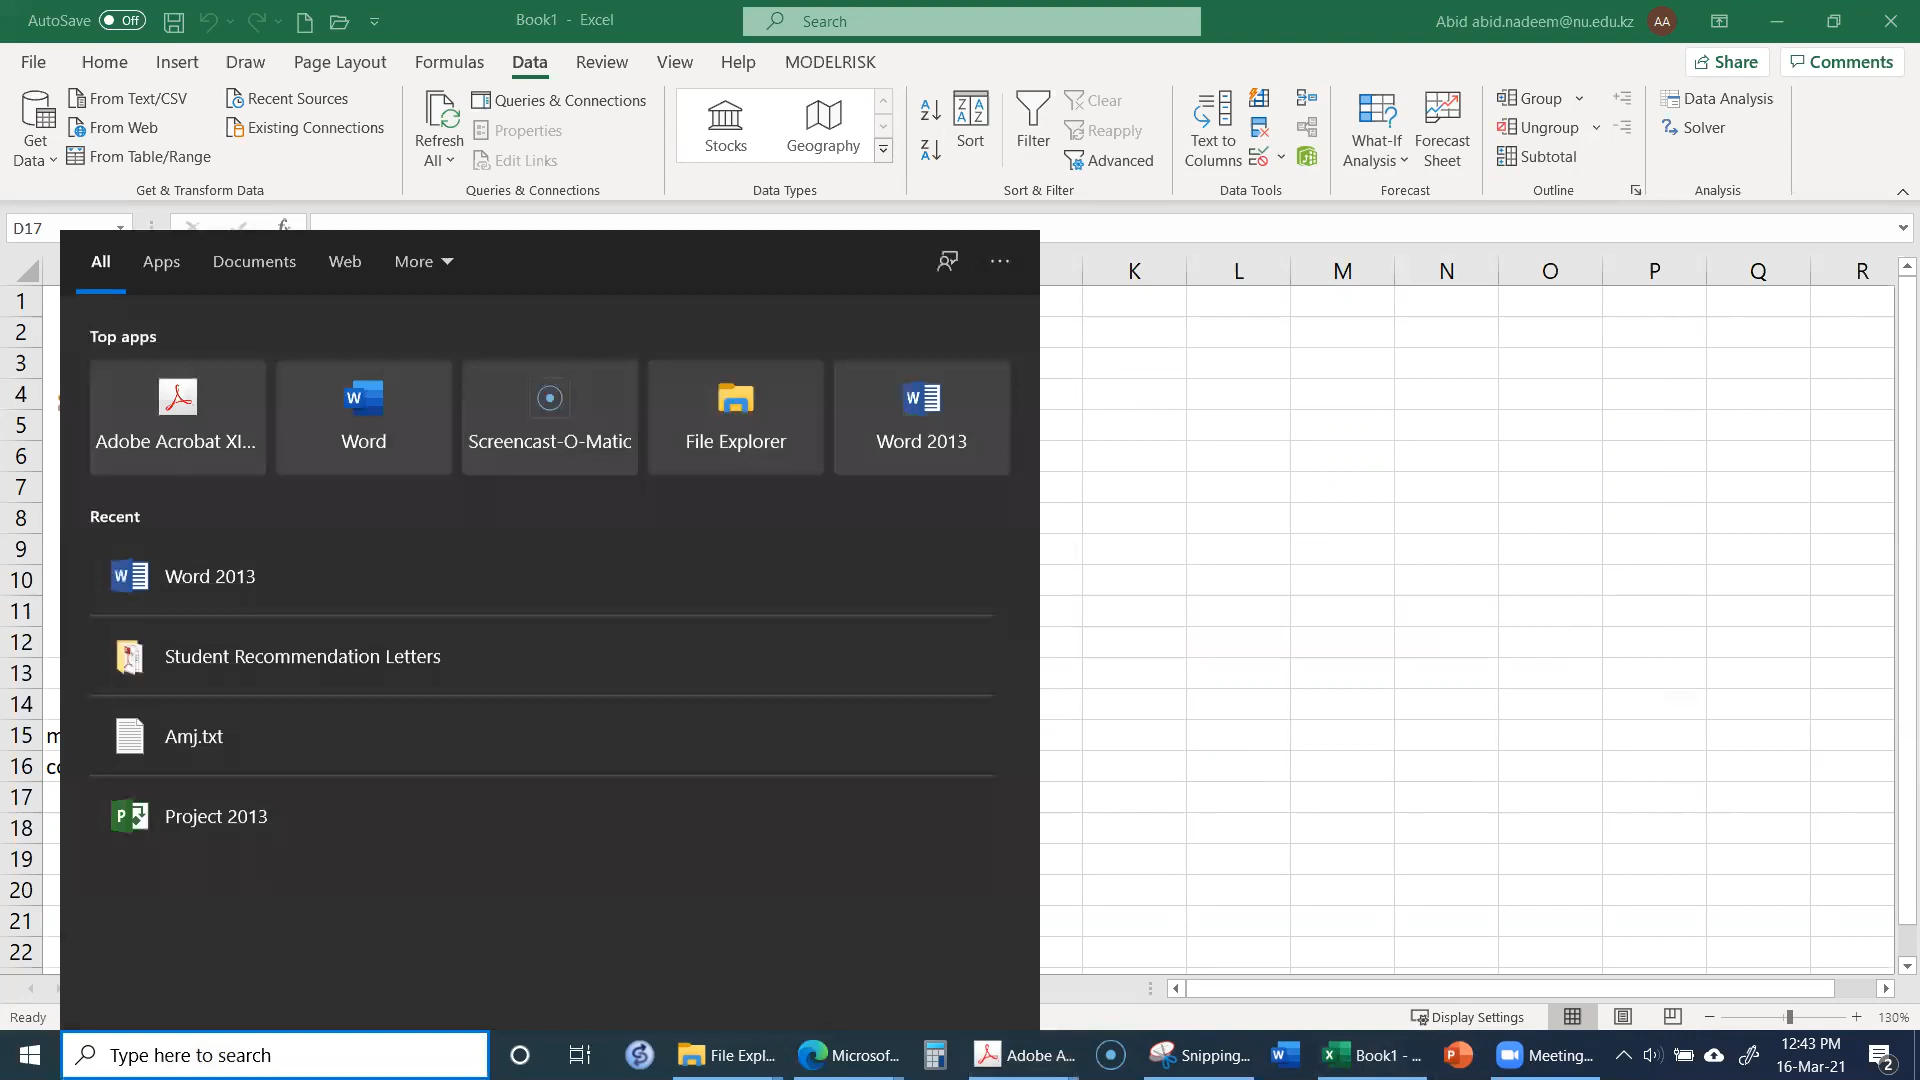 AutoSave Off Book1 - Excel Search Abid abid.nadeem@nu.edu.kz AA
File Home Insert Draw Page Layout Formulas Data Review View Help MODELRISK Share Comments
Get Data
From Text/CSV
From Web
From Table/Range
Recent Sources
Existing Connections
Get & Transform Data
Refresh All
Queries & Connections
Properties
Edit Links
Queries & Connections
Stocks Geography
Data Types
Sort
Filter
Clear
Reapply
Advanced
Sort & Filter
Text to Columns
Data Tools
What-If Analysis
Forecast Sheet
Forecast
Group
Ungroup
Subtotal
Outline
Data Analysis
Solver
Analysis
D17
All Apps Documents Web More
K L M N O P Q R
1
2
3
4
5
6
7
8
9
10
11
12
13
14
15
16
17
18
19
20
21
22
Top apps
Adobe Acrobat XI...
Word
Screencast-O-Matic
File Explorer
Word 2013
Recent
Word 2013
Student Recommendation Letters
Amj.txt
Project 2013
Ready Display Settings 130%
Type here to search
File Expl...
Microsof...
Adobe A...
Snipping...
Book1 - ...
Meeting...
12:43 PM
16-Mar-21
2